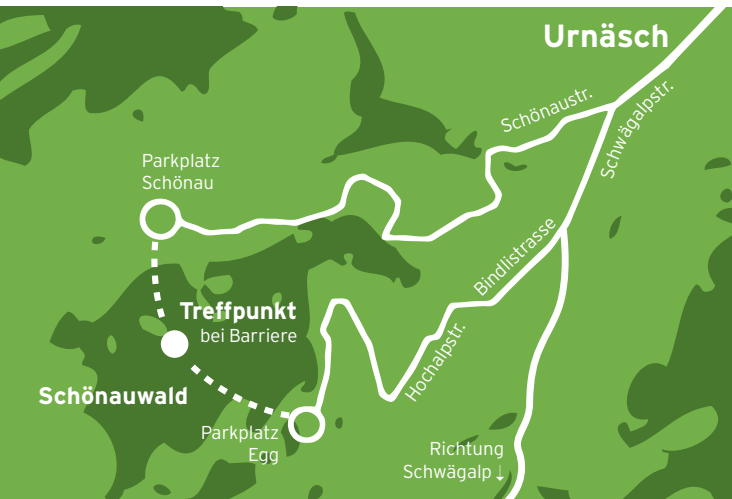 Urnäsch
Schönaustr.
Schwägalpstr.
Parkplatz
Schönau
Bindlistrasse
Treffpunkt
bei Barriere
Hochalpstr.
Schönauwald
Parkplatz
Egg
Richtung
Schwägalp ↓